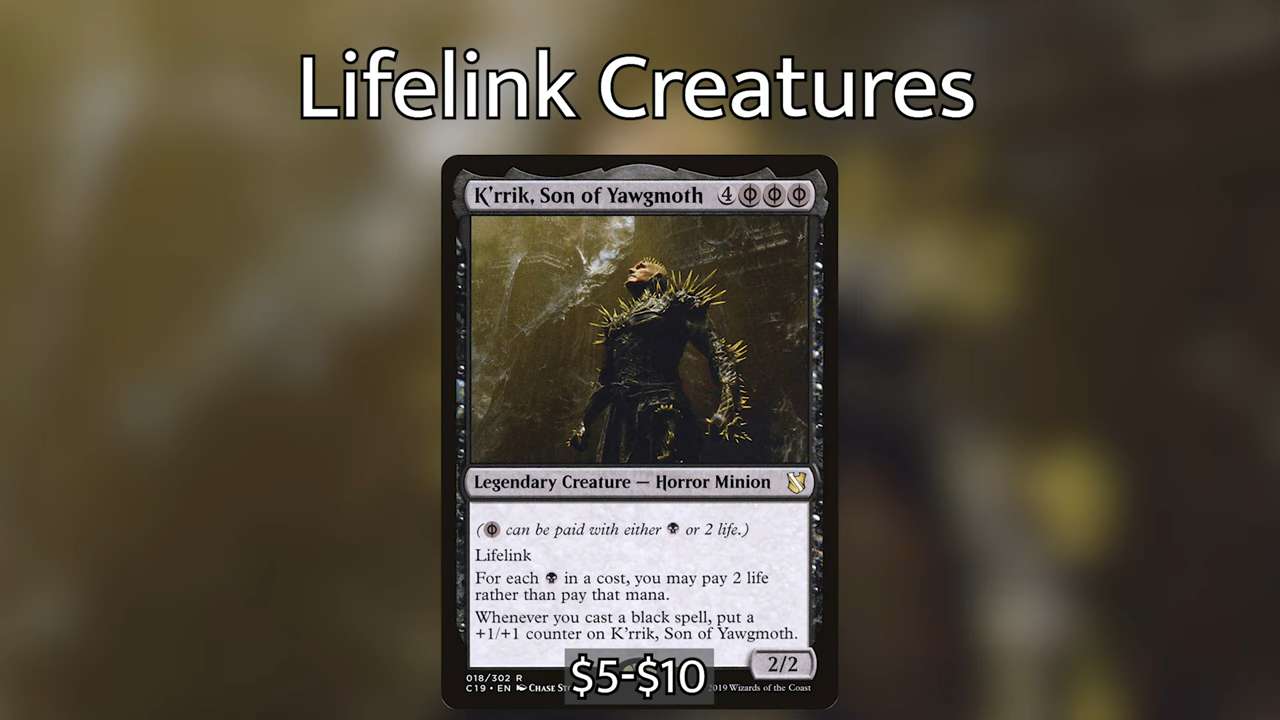 Lifelink Creatures
K'rrik, Son of Yawgmoth 4
Legendary Creature — Horror Minion
( can be paid with either or 2 life.)
Lifelink
For each in a cost, you may pay 2 life
rather than pay that mana.
Whenever you cast a black spell, put a
+1/+1 counter on K'rrik, Son of Yawgmoth.
2/2
$5-$10
018/302 R
C19 • EN CHASE 2019 Wizards of the Coast